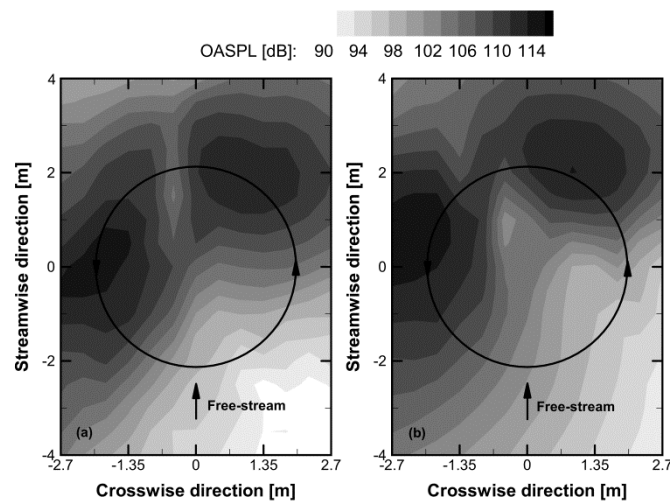 OASPL [dB]: 90 94 98 102 106 110 114
4
2
0
-2
-4
-2.7 -1.35 0 1.35 2.7
Streamwise direction [m]
Crosswise direction [m]
Free-stream
(a)
4
2
0
-2
-4
-2.7 -1.35 0 1.35 2.7
Streamwise direction [m]
Crosswise direction [m]
Free-stream
(b)